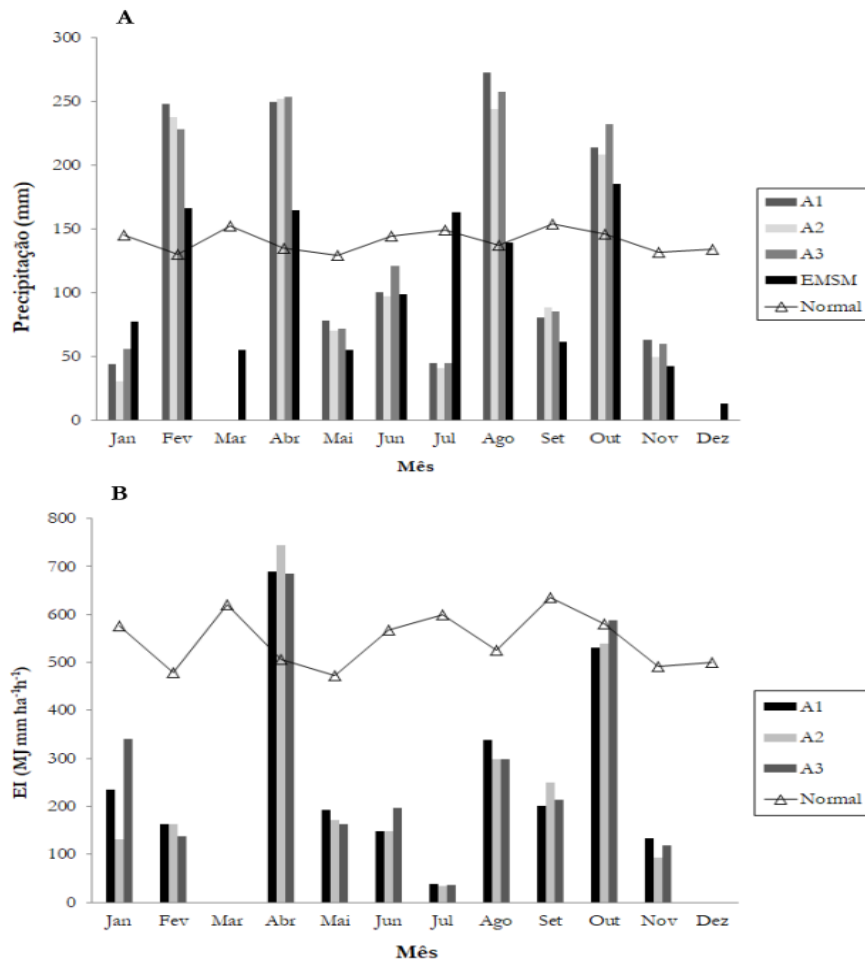 A
Precipitação (mm)
300
250
200
150
100
50
0
Jan Fev Mar Abr Mai Jun Jul Ago Set Out Nov Dez
Mês
A1
A2
A3
EMSM
Normal
B
EI (MJ mm ha⁻¹h⁻¹)
800
700
600
500
400
300
200
100
0
Jan Fev Mar Abr Mai Jun Jul Ago Set Out Nov Dez
Mês
A1
A2
A3
Normal